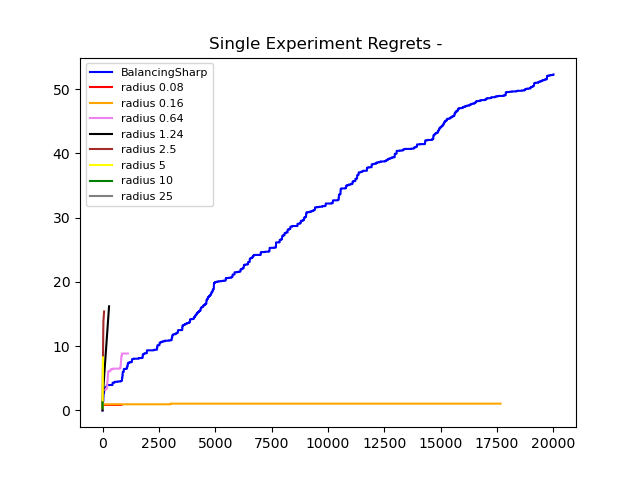 Single Experiment Regrets -
BalancingSharp
radius 0.08
radius 0.16
radius 0.64
radius 1.24
radius 2.5
radius 5
radius 10
radius 25
50
40
30
20
10
0
0 2500 5000 7500 10000 12500 15000 17500 20000